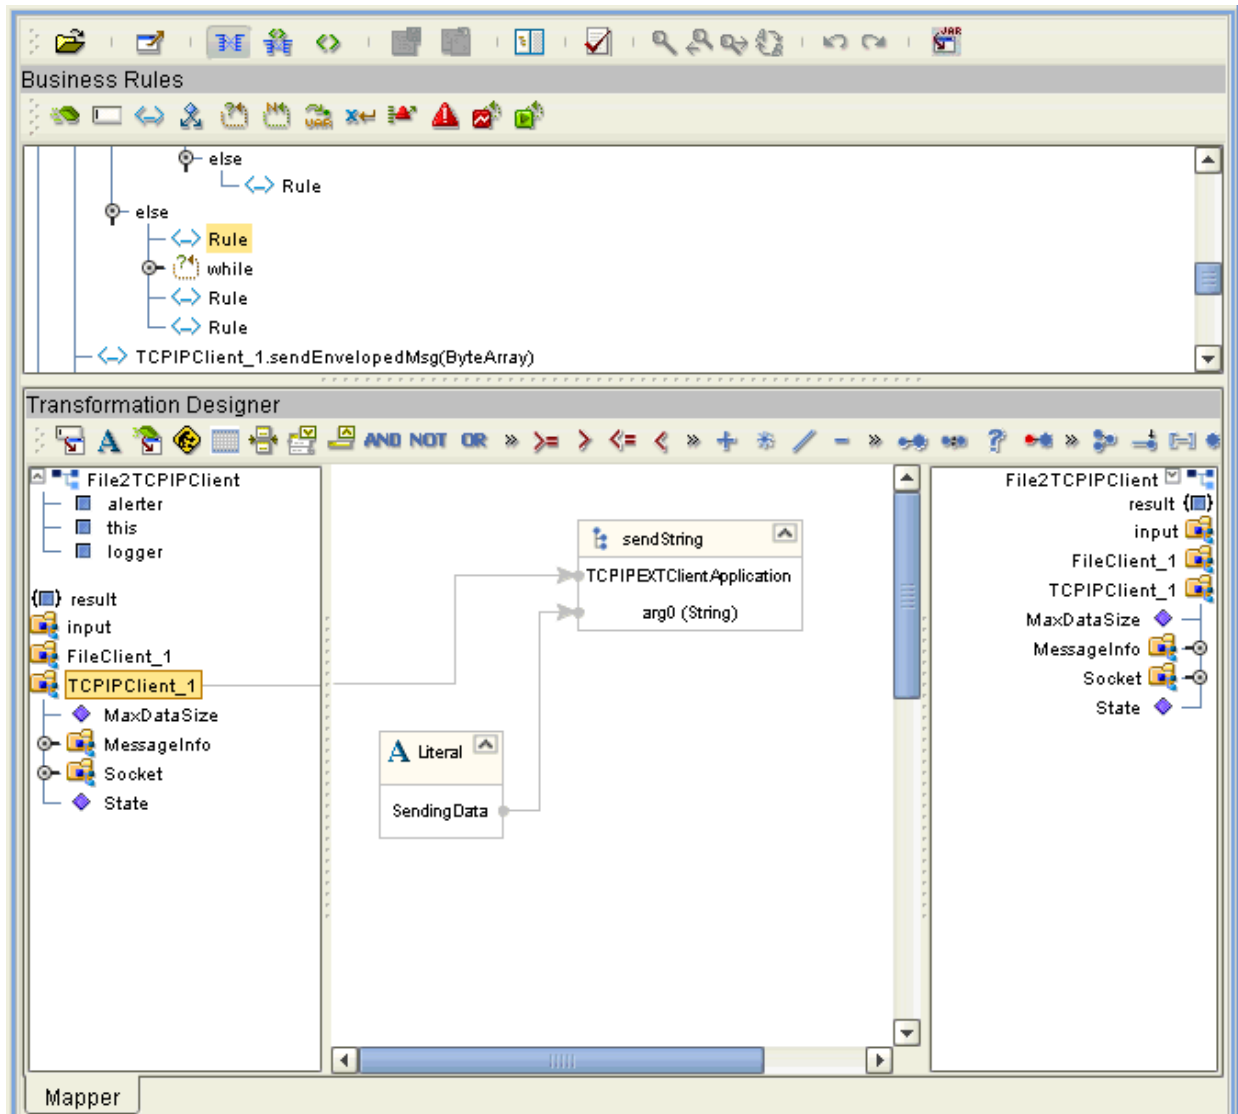 JAR
Business Rules
VAR
else
Rule
else
Rule
while
Rule
Rule
TCPIPClient_1.sendEnvelopedMsg(ByteArray)
Transformation Designer
A AND NOT OR » >= > <= < » + * / - » ? »
File2TCPIPClient
alerter
this
logger
result
input
FileClient_1
TCPIPClient_1
MaxDataSize
MessageInfo
Socket
State
sendString
TCPIPEXTClientApplication
arg0 (String)
A Literal
SendingData
File2TCPIPClient
result
input
FileClient_1
TCPIPClient_1
MaxDataSize
MessageInfo
Socket
State
Mapper